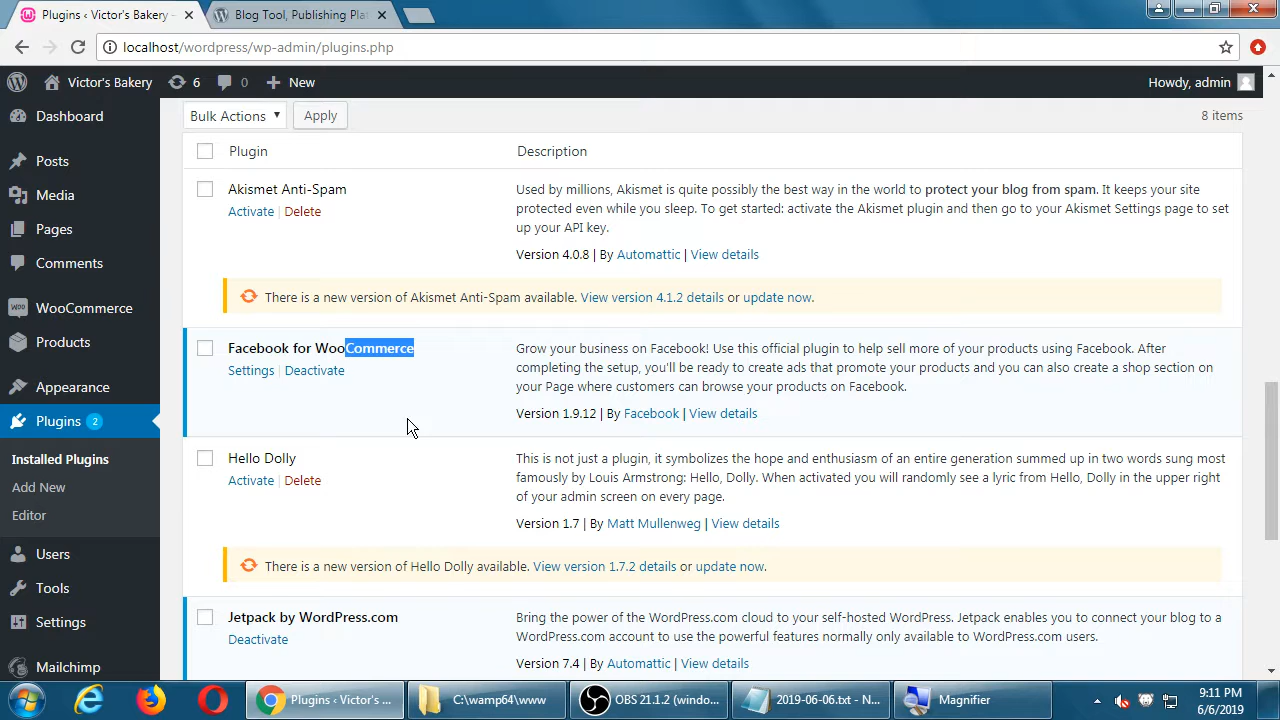 Plugins ‹ Victor's Bakery -
Blog Tool, Publishing Pla
localhost/wordpress/wp-admin/plugins.php
Victor's Bakery 6 0 New Howdy, admin
Bulk Actions Apply 8 items
Dashboard
Posts
Media
Pages
Comments
WooCommerce
Products
Appearance
Plugins 2
Installed Plugins
Add New
Editor
Users
Tools
Settings
Mailchimp
Plugin Description
Akismet Anti-Spam
Activate | Delete
Used by millions, Akismet is quite possibly the best way in the world to protect your blog from spam. It keeps your site
protected even while you sleep. To get started: activate the Akismet plugin and then go to your Akismet Settings page to set
up your API key.
Version 4.0.8 | By Automattic | View details
There is a new version of Akismet Anti-Spam available. View version 4.1.2 details or update now.
Facebook for WooCommerce
Settings | Deactivate
Grow your business on Facebook! Use this official plugin to help sell more of your products using Facebook. After
completing the setup, you'll be ready to create ads that promote your products and you can also create a shop section on
your Page where customers can browse your products on Facebook.
Version 1.9.12 | By Facebook | View details
Hello Dolly
Activate | Delete
This is not just a plugin, it symbolizes the hope and enthusiasm of an entire generation summed up in two words sung most
famously by Louis Armstrong: Hello, Dolly. When activated you will randomly see a lyric from Hello, Dolly in the upper right
of your admin screen on every page.
Version 1.7 | By Matt Mullenweg | View details
There is a new version of Hello Dolly available. View version 1.7.2 details or update now.
Jetpack by WordPress.com
Deactivate
Bring the power of the WordPress.com cloud to your self-hosted WordPress. Jetpack enables you to connect your blog to a
WordPress.com account to use the powerful features normally only available to WordPress.com users.
Version 7.4 | By Automattic | View details
Plugins ‹ Victor's ...
C:\wamp64\www
OBS 21.1.2 (windo...
2019-06-06.txt - N...
Magnifier
9:11 PM
6/6/2019